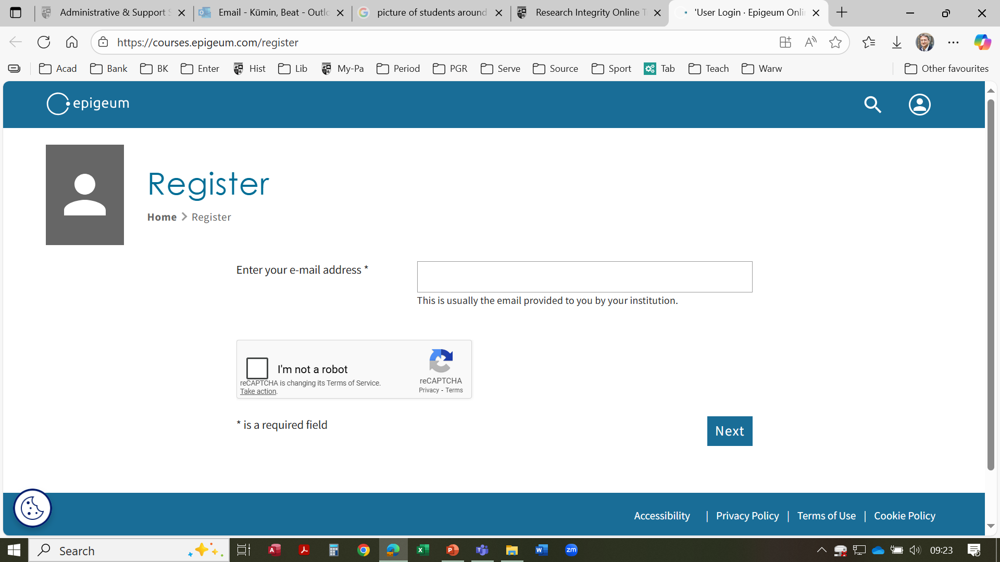 Administrative & Support S
Email - Kümin, Beat - Outlo
picture of students around
Research Integrity Online T
'User Login · Epigeum Onli
https://courses.epigeum.com/register
Acad
Bank
BK
Enter
Hist
Lib
My-Pa
Period
PGR
Serve
Source
Sport
Tab
Teach
Warw
Other favourites
epigeum
Register
Home > Register
Enter your e-mail address *
This is usually the email provided to you by your institution.
I'm not a robot
reCAPTCHA is changing its Terms of Service.
Take action.
reCAPTCHA
Privacy - Terms
* is a required field
Next
Accessibility | Privacy Policy | Terms of Use | Cookie Policy
Search
zm
09:23